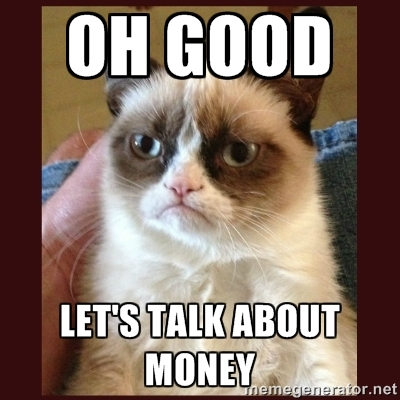 OH GOOD
LET'S TALK ABOUT
MONEY
memegenerator.net